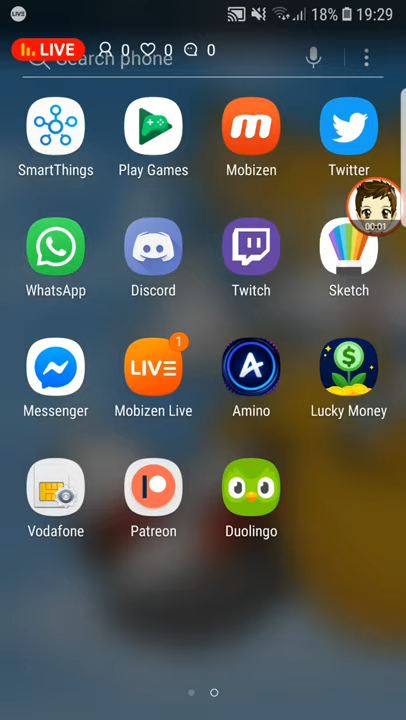 LIVE 18% 19:29
LIVE 0 0 0
Search phone
SmartThings Play Games Mobizen Twitter
00:01
WhatsApp Discord Twitch Sketch
LIVE 1
Messenger Mobizen Live Amino Lucky Money
Vodafone Patreon Duolingo